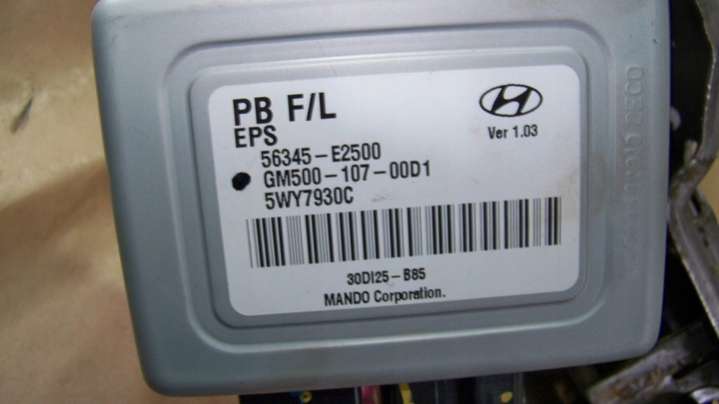 PB F/L
EPS
Ver 1.03
56345-E2500
GM500-107-00D1
5WY7930C
30DI25-B85
MANDO Corporation.